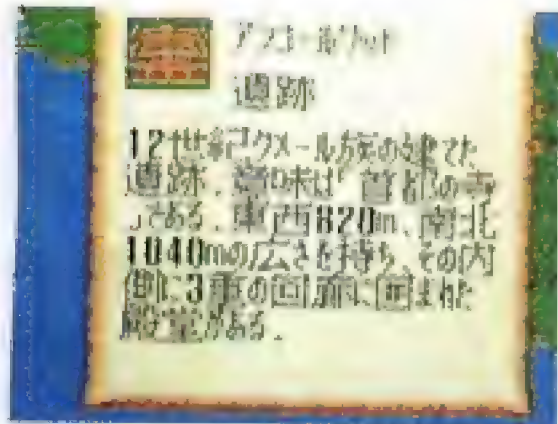 アンコールワット
遺跡
12世紀クメール族の建てた
遺跡。意味は「首都の寺
」である。東西820m、南北
1040mの広さを持ち、その内
側に3重の回廊に囲まれた
殿堂がある。